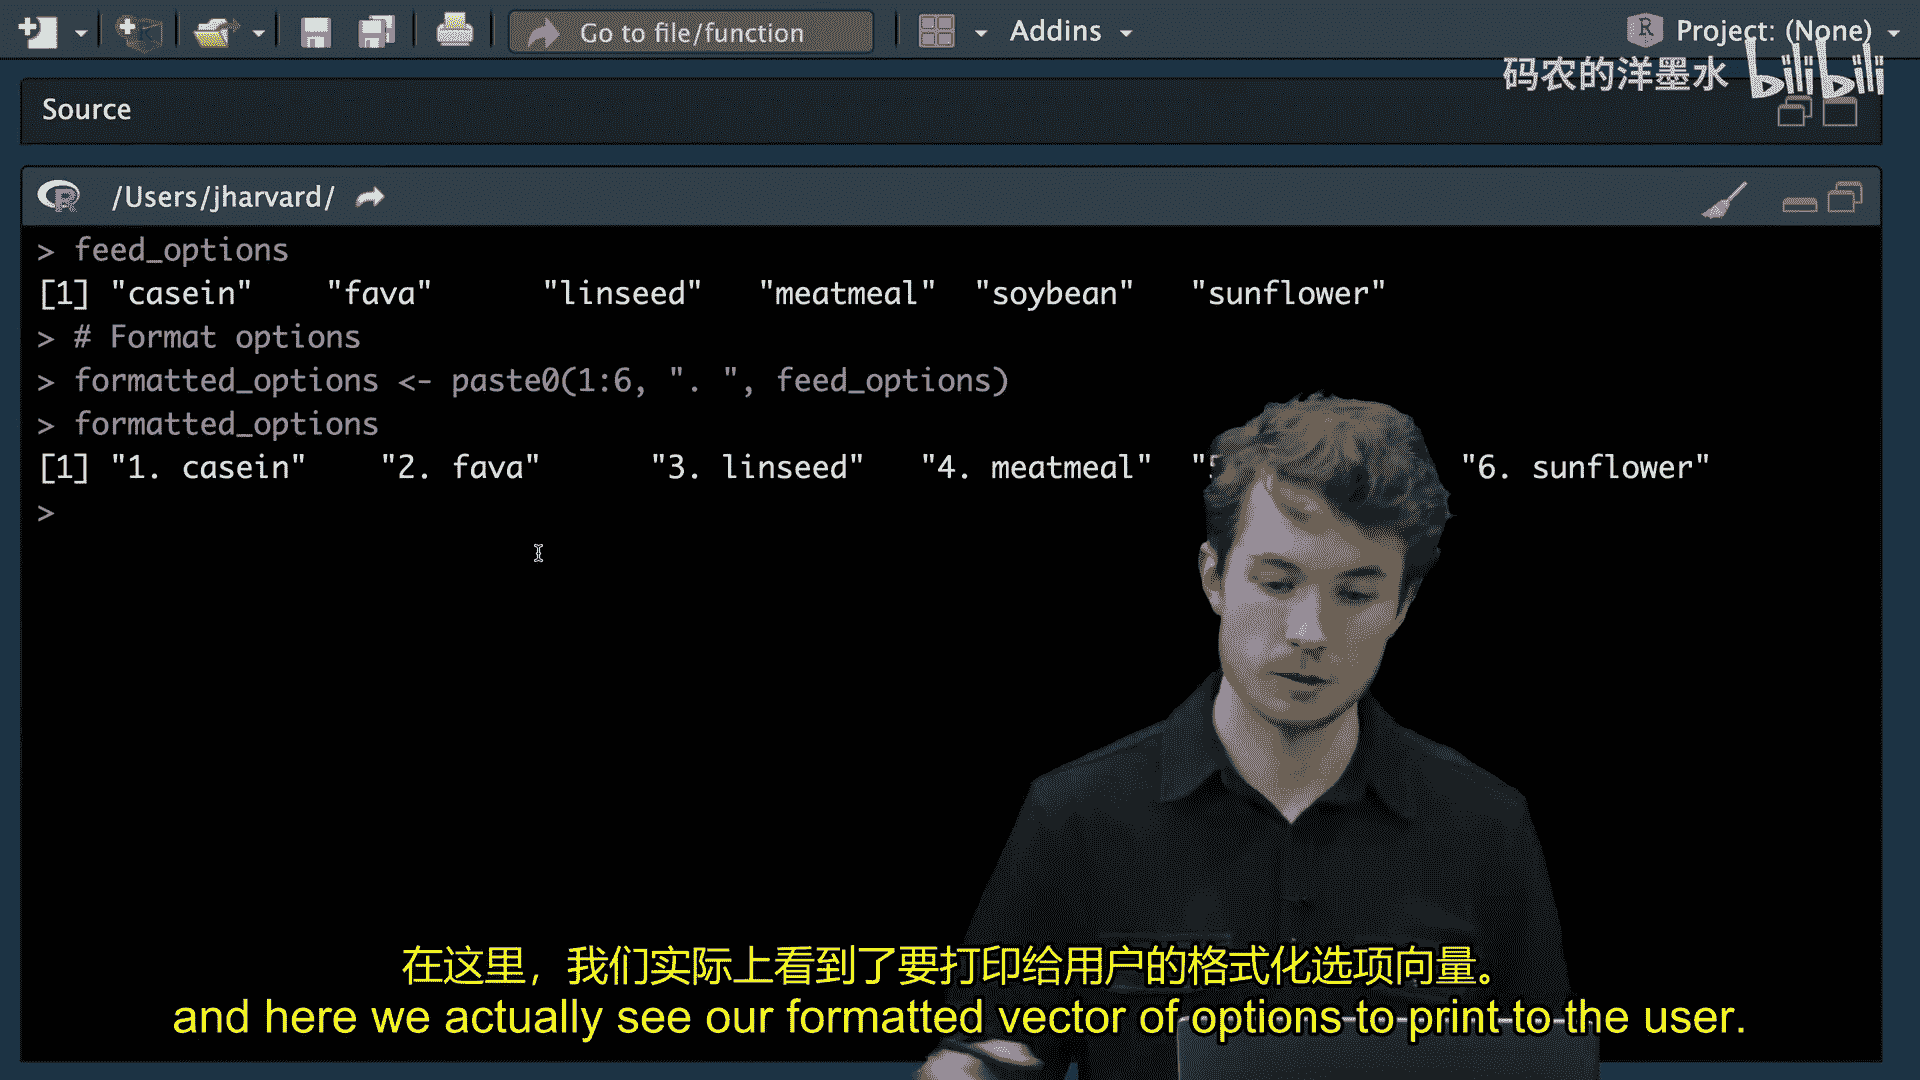 Go to file/function
Addins
Project: (None)
码农的洋墨水 bilibili
Source
R /Users/jharvard/
> feed_options
[1] "casein"    "fava"      "linseed"   "meatmeal"  "soybean"   "sunflower"
> # Format options
> formatted_options <- paste0(1:6, ". ", feed_options)
> formatted_options
[1] "1. casein"    "2. fava"      "3. linseed"   "4. meatmeal"  "6. sunflower"
>
在这里，我们实际上看到了要打印给用户的格式化选项向量。
and here we actually see our formatted vector of options to print to the user.